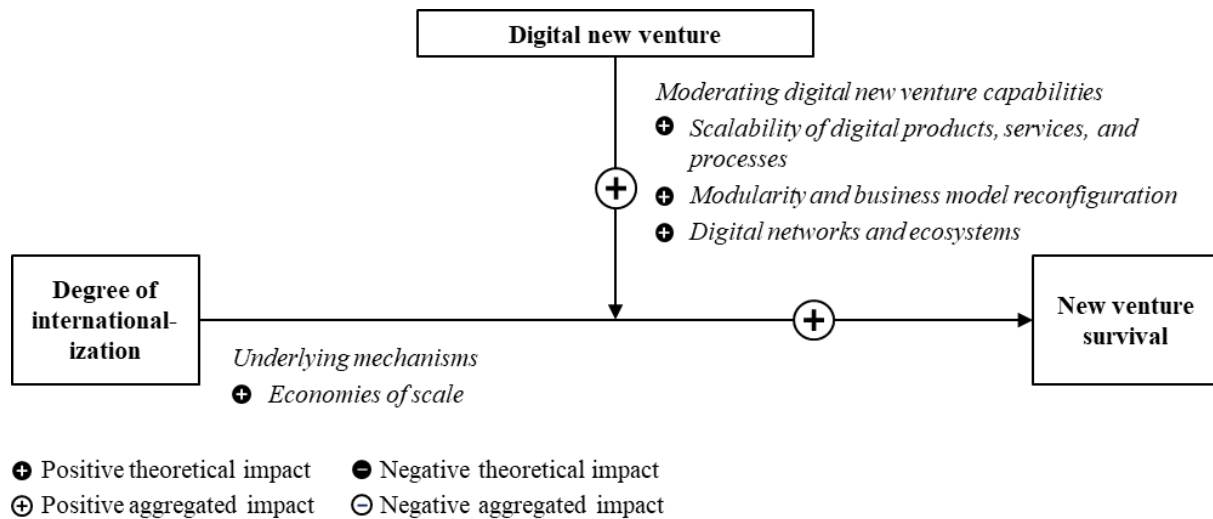 Digital new venture
Moderating digital new venture capabilities
Scalability of digital products, services, and
processes
Modularity and business model reconfiguration
Digital networks and ecosystems
Degree of
international-
ization
New venture
survival
Underlying mechanisms
Economies of scale
Positive theoretical impact
Negative theoretical impact
Positive aggregated impact
Negative aggregated impact